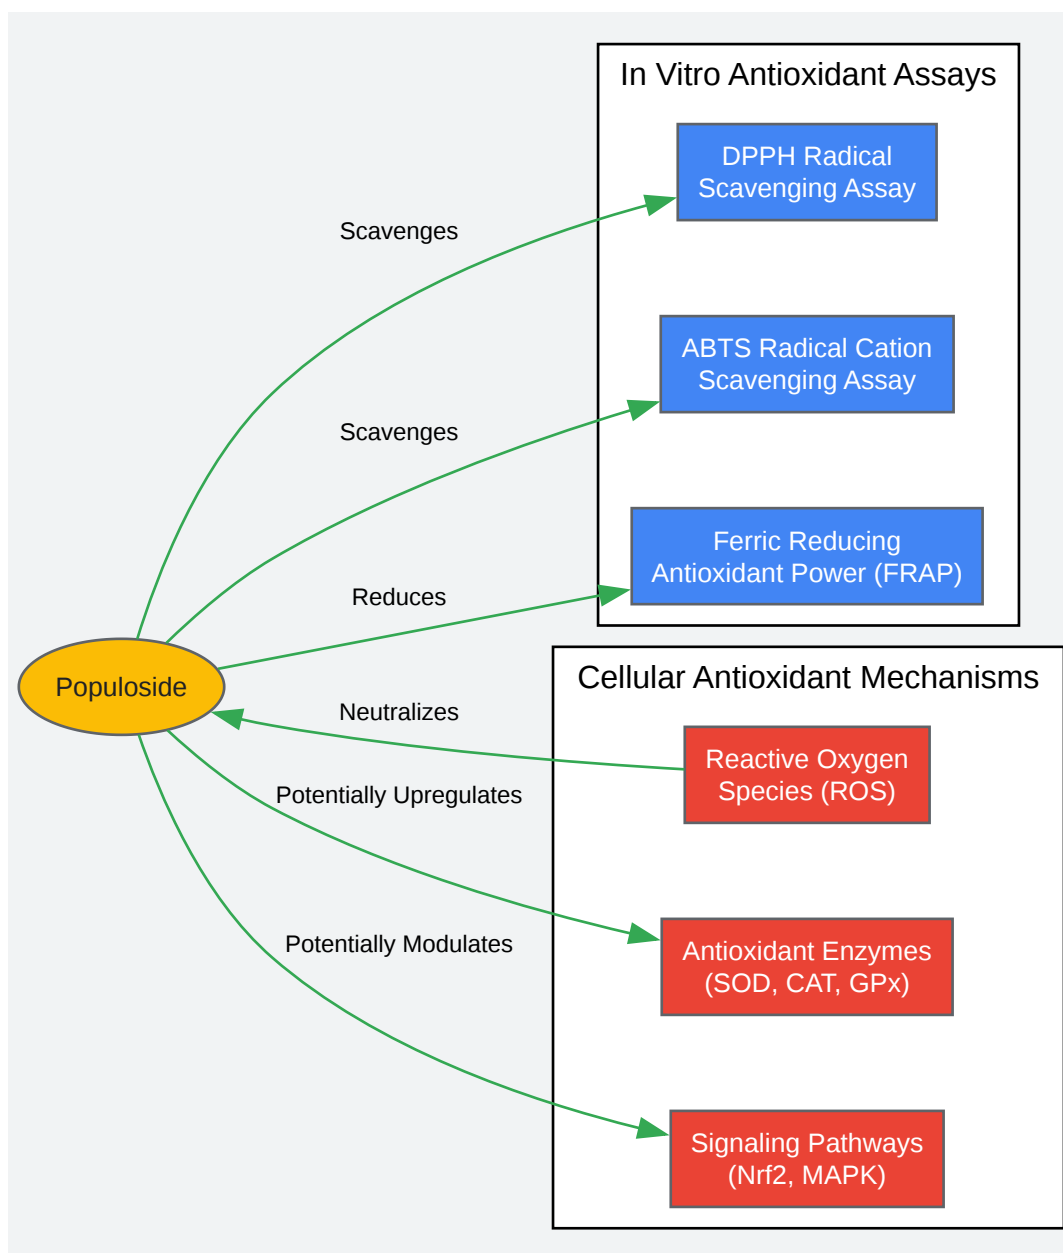 In Vitro Antioxidant Assays
DPPH Radical
Scavenging Assay
Scavenges
ABTS Radical Cation
Scavenging Assay
Scavenges
Ferric Reducing
Antioxidant Power (FRAP)
Reduces
Populoside
Cellular Antioxidant Mechanisms
Neutralizes
Reactive Oxygen
Species (ROS)
Potentially Upregulates
Antioxidant Enzymes
(SOD, CAT, GPx)
Potentially Modulates
Signaling Pathways
(Nrf2, MAPK)